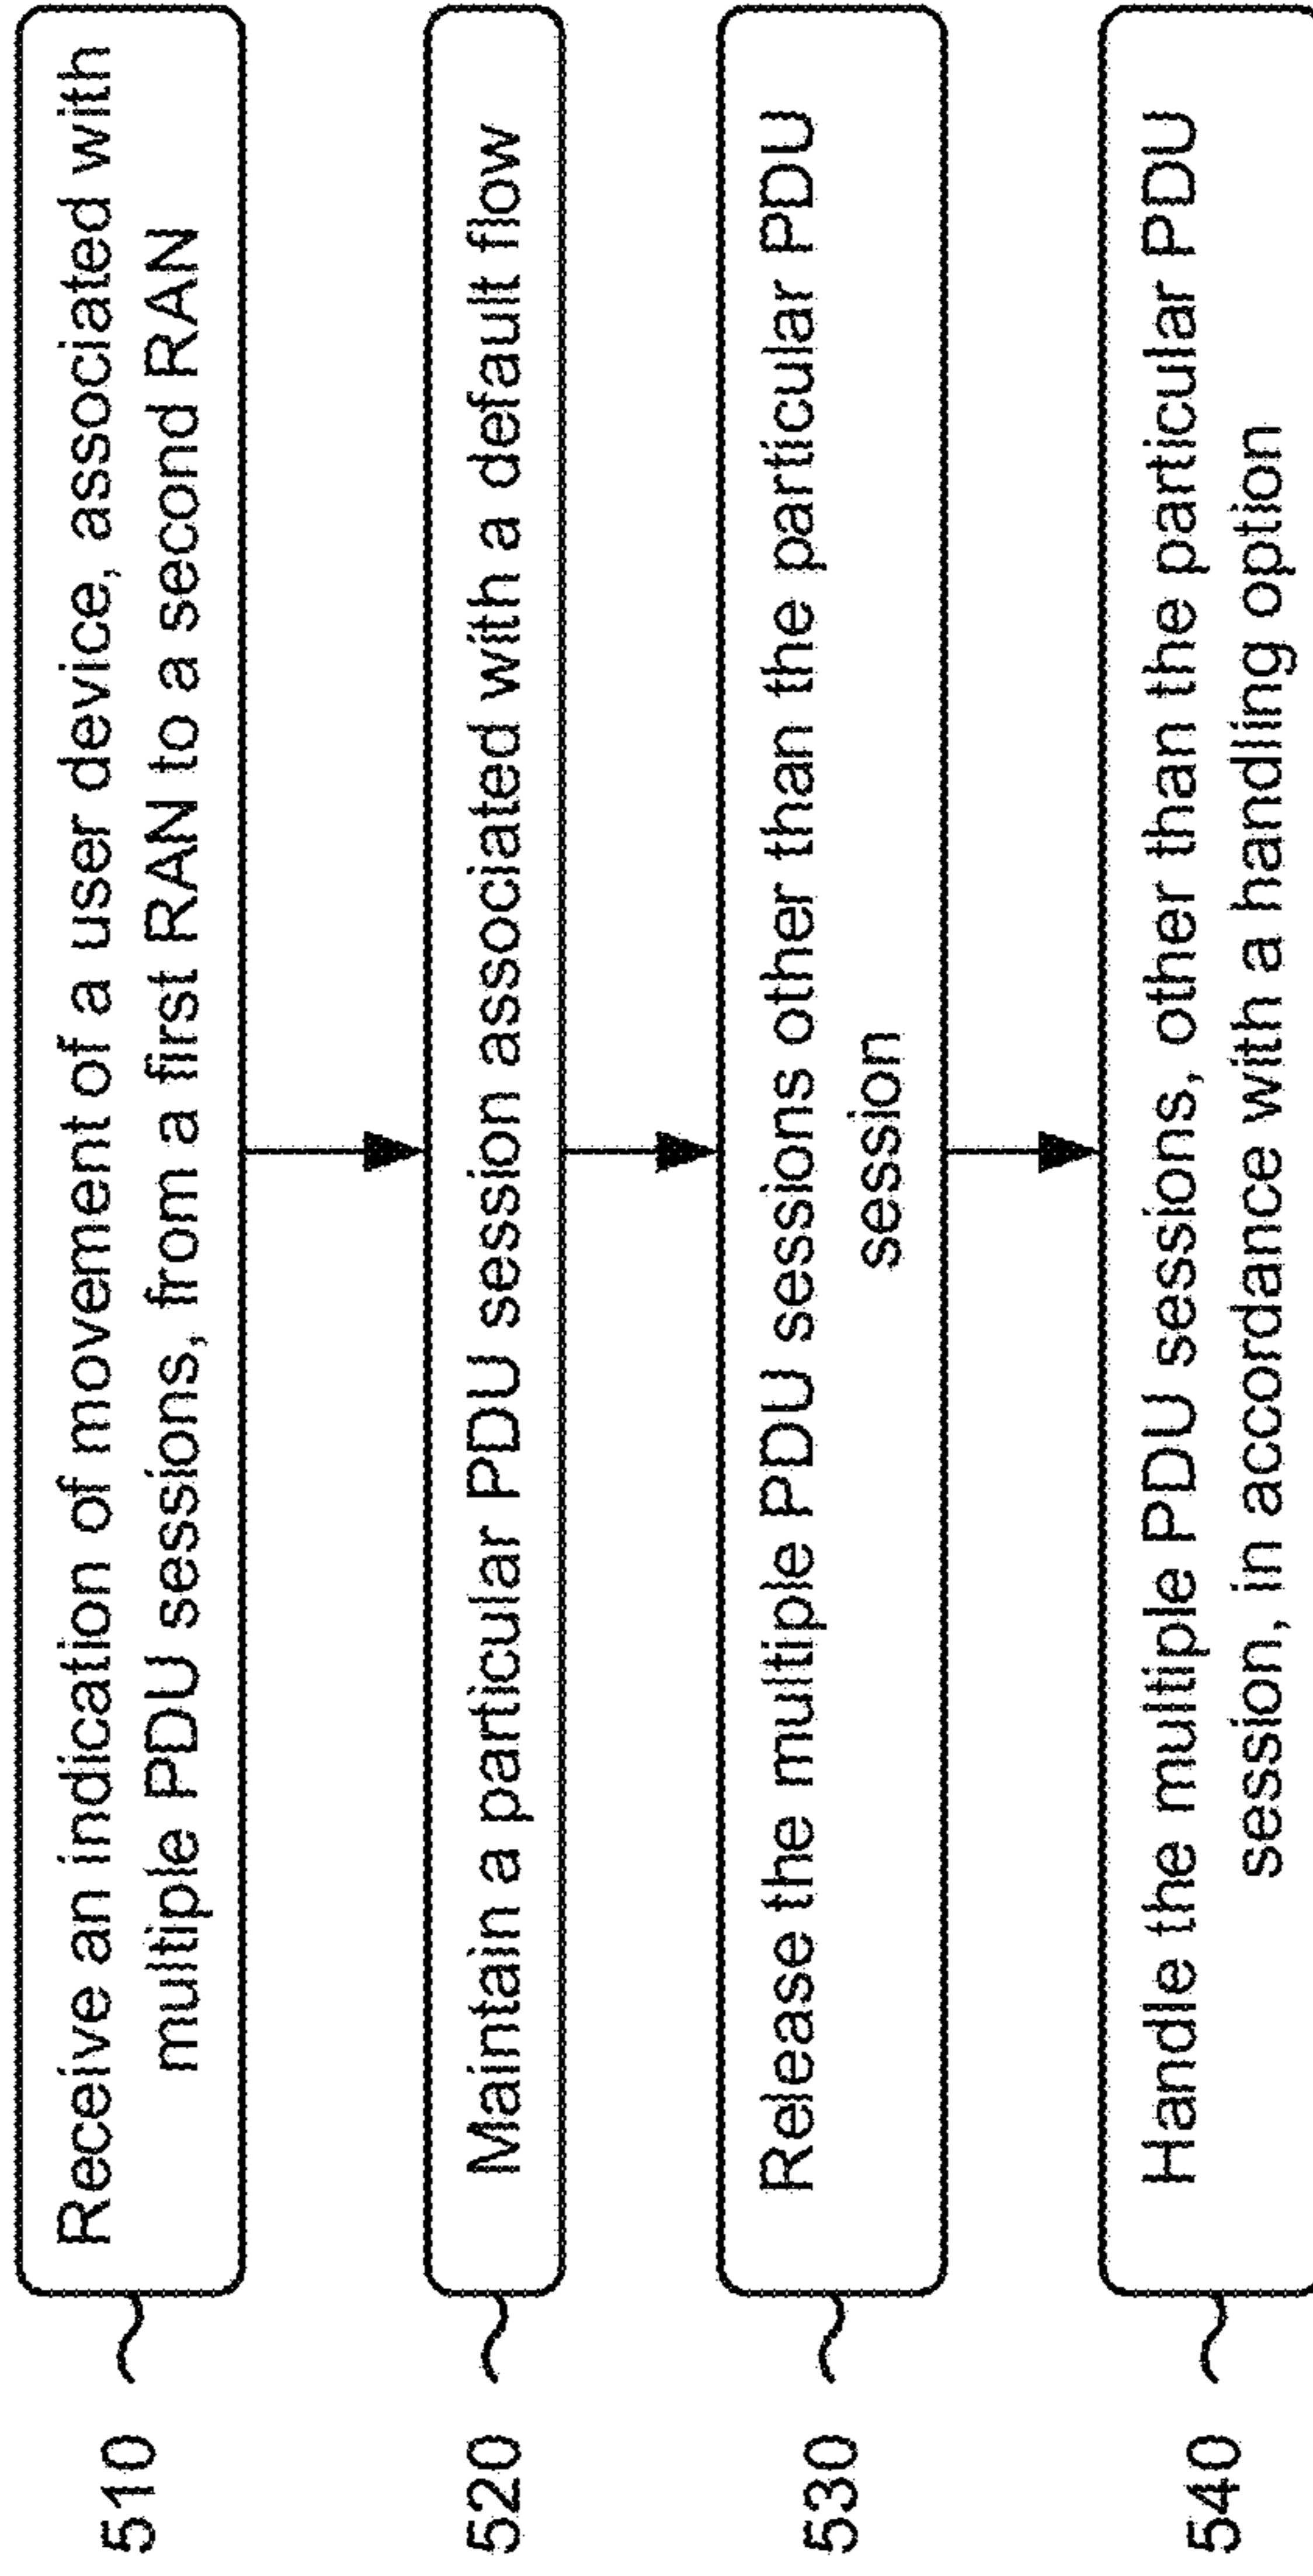 510
Receive an indication of movement of a user device, associated with
multiple PDU sessions, from a first RAN to a second RAN
520
Maintain a particular PDU session associated with a default flow
530
Release the multiple PDU sessions other than the particular PDU
session
540
Handle the multiple PDU sessions, other than the particular PDU
session, in accordance with a handling option